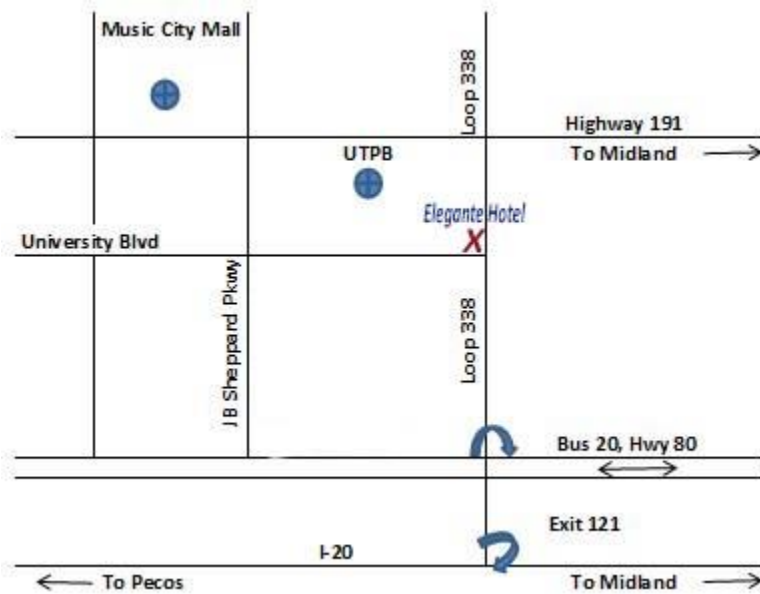 Music City Mall
Loop 338
Highway 191
UTPB
To Midland
Elegante Hotel
X
University Blvd
JB Sheppard Pkwy
Loop 338
Bus 20, Hwy 80
Exit 121
I-20
To Pecos
To Midland